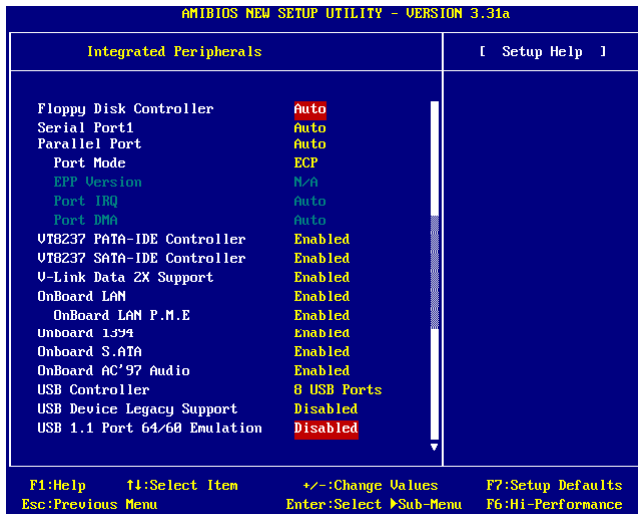 AMIBIOS NEW SETUP UTILITY - VERSION 3.31a
Integrated Peripherals
[ Setup Help ]
Floppy Disk Controller Auto
Serial Port1 Auto
Parallel Port Auto
Port Mode ECP
EPP Version N/A
Port IRQ Auto
Port DMA Auto
VT8237 PATA-IDE Controller Enabled
VT8237 SATA-IDE Controller Enabled
V-Link Data 2X Support Enabled
OnBoard LAN Enabled
OnBoard LAN P.M.E Enabled
Onboard 1394 Enabled
Onboard S.ATA Enabled
OnBoard AC'97 Audio Enabled
USB Controller 8 USB Ports
USB Device Legacy Support Disabled
USB 1.1 Port 64/60 Emulation Disabled
F1:Help ↑↓:Select Item +/-:Change Values F7:Setup Defaults
Esc:Previous Menu Enter:Select ▶Sub-Menu F6:Hi-Performance